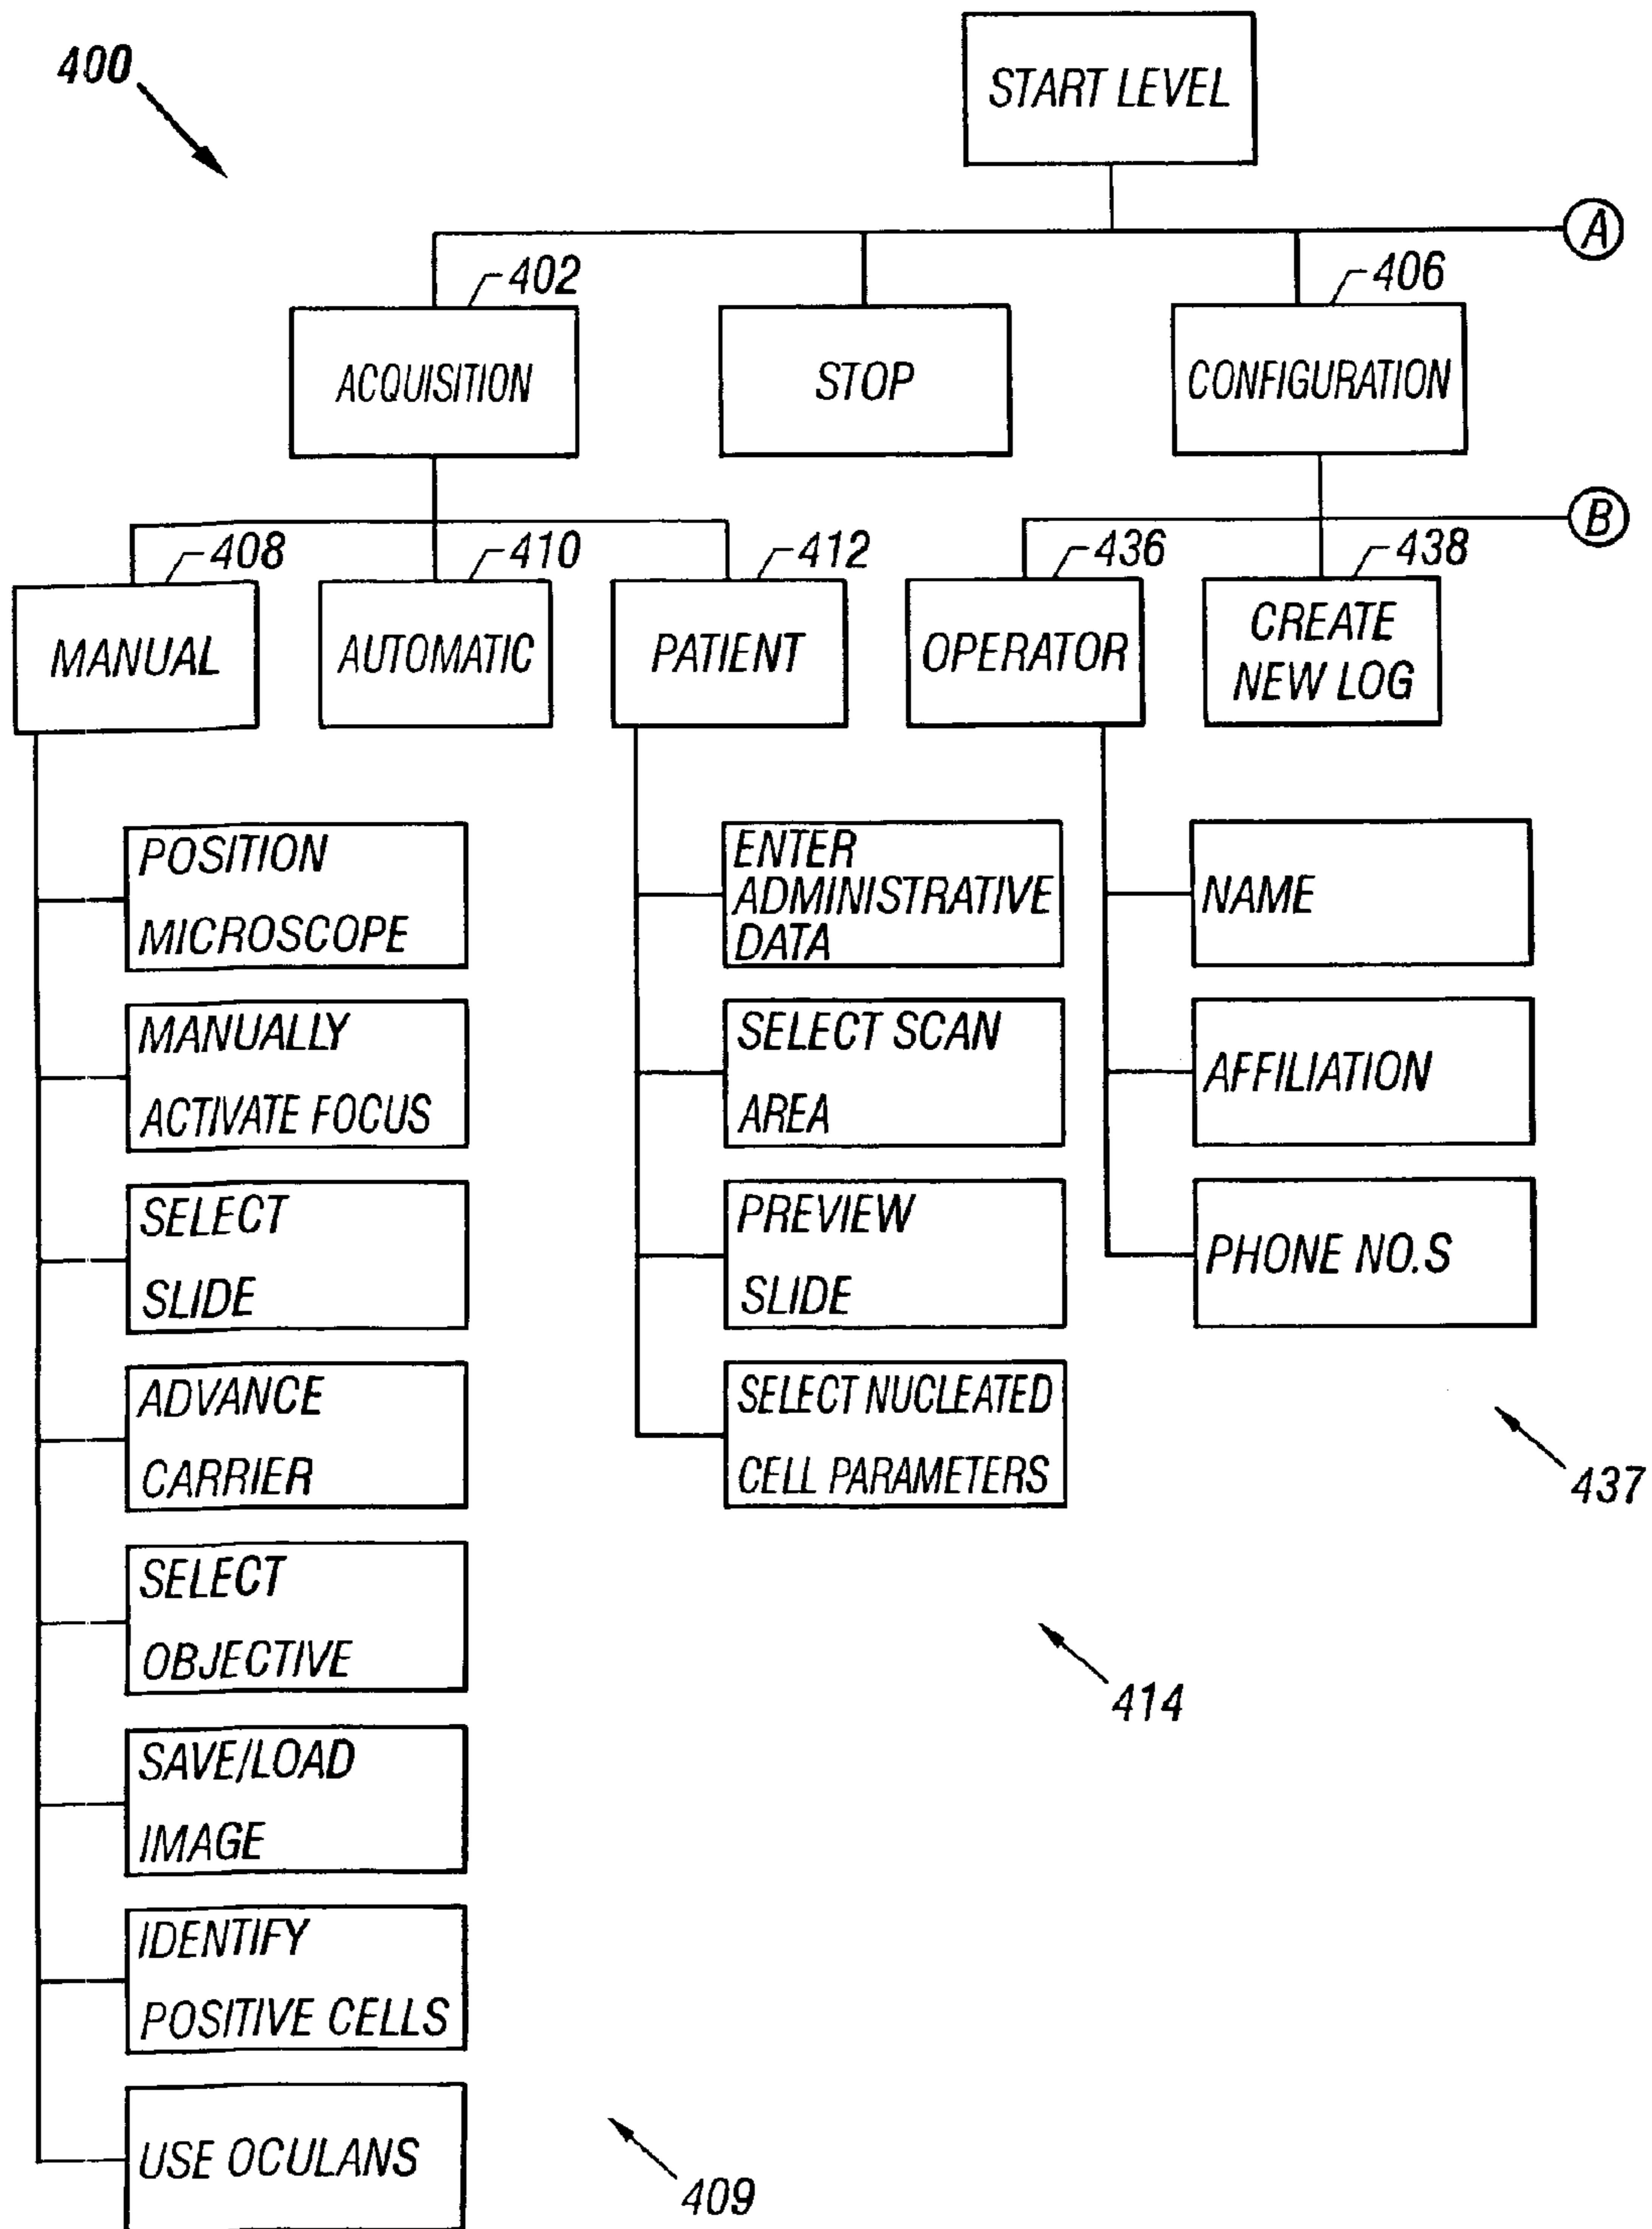 400
START LEVEL
A
402
406
ACQUISITION
STOP
CONFIGURATION
B
408
410
412
436
438
MANUAL
AUTOMATIC
PATIENT
OPERATOR
CREATE
NEW LOG
POSITION
MICROSCOPE
MANUALLY
ACTIVATE FOCUS
SELECT
SLIDE
ADVANCE
CARRIER
SELECT
OBJECTIVE
SAVE/LOAD
IMAGE
IDENTIFY
POSITIVE CELLS
USE OCULANS
409
ENTER
ADMINISTRATIVE
DATA
SELECT SCAN
AREA
PREVIEW
SLIDE
SELECT NUCLEATED
CELL PARAMETERS
414
NAME
AFFILIATION
PHONE NO.S
437